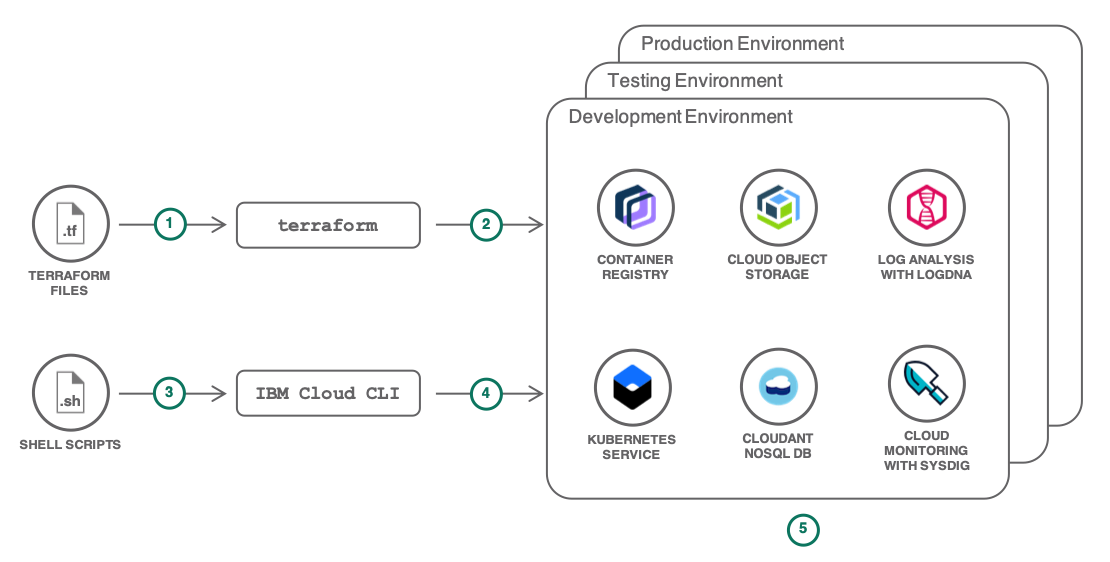 Production Environment
Testing Environment
Development Environment
.tf
1
terraform
2
TERRAFORM
FILES
CONTAINER
REGISTRY
CLOUD OBJECT
STORAGE
LOG ANALYSIS
WITH LOGDNA
.sh
3
IBM Cloud CLI
4
SHELL SCRIPTS
KUBERNETES
SERVICE
CLOUDANT
NOSQL DB
CLOUD
MONITORING
WITH SYSDIG
5